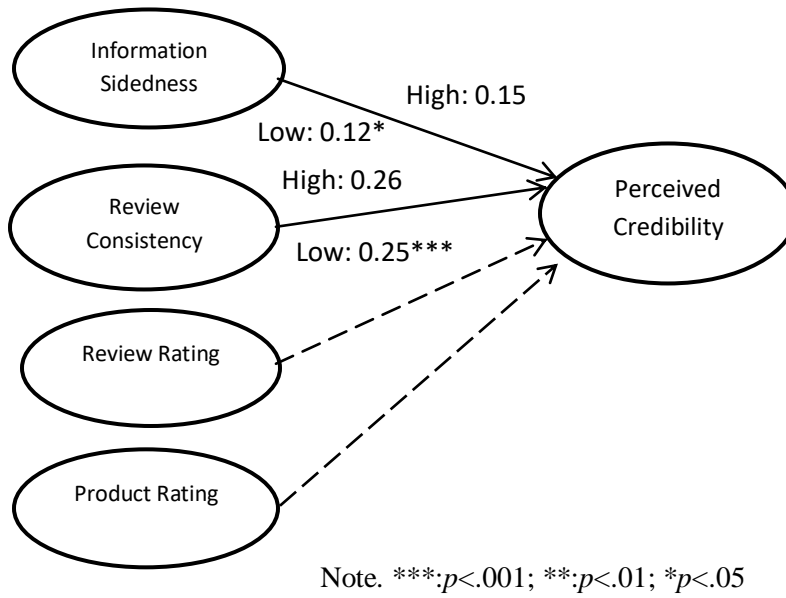 Information
Sidedness
High: 0.15
Low: 0.12*
High: 0.26
Review
Consistency
Low: 0.25***
Perceived
Credibility
Review Rating
Product Rating
Note. ***:p<.001; **:p<.01; *p<.05